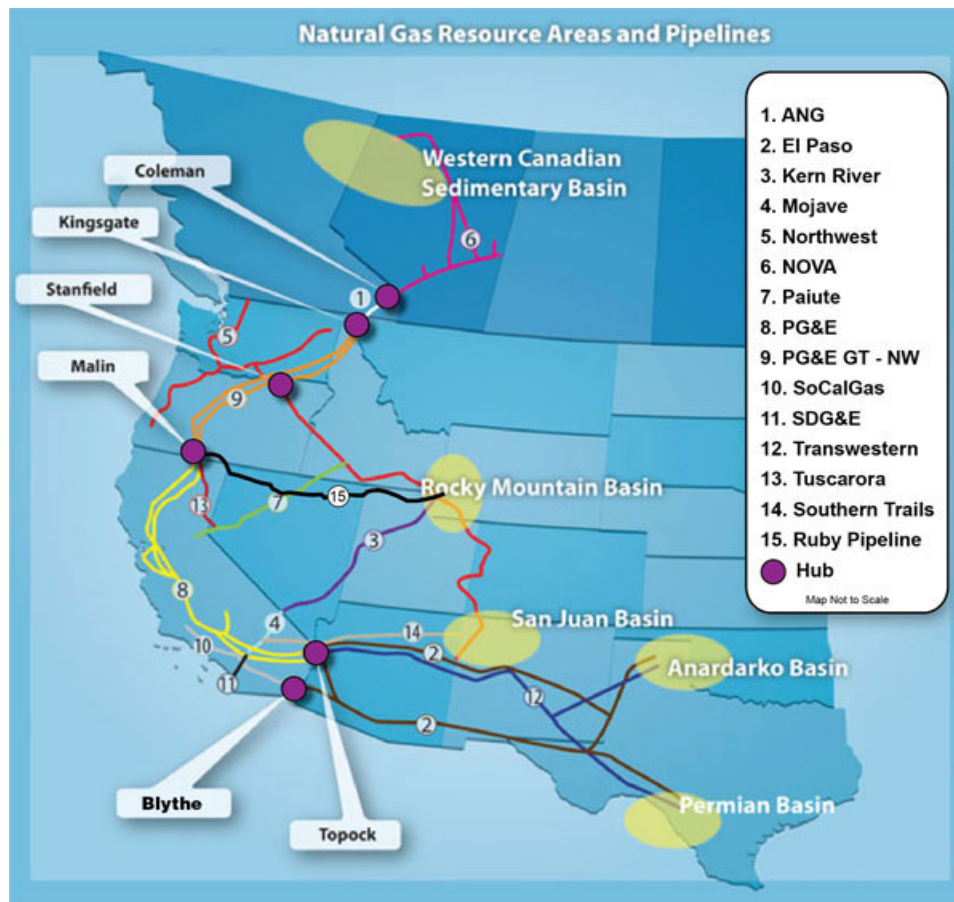 Natural Gas Resource Areas and Pipelines
1. ANG
2. El Paso
3. Kern River
4. Mojave
5. Northwest
6. NOVA
7. Paiute
8. PG&E
9. PG&E GT - NW
10. SoCalGas
11. SDG&E
12. Transwestern
13. Tuscarora
14. Southern Trails
15. Ruby Pipeline
Hub
Map Not to Scale
Western Canadian
Sedimentary Basin
Coleman
Kingsgate
Stanfield
Malin
6
1
5
9
Rocky Mountain Basin
15
7
13
3
8
4
San Juan Basin
14
10
2
Anardarko Basin
11
12
2
Blythe
Topock
Permian Basin